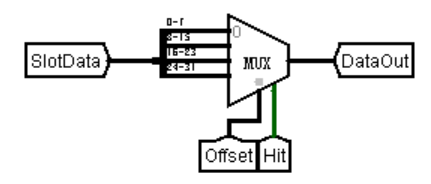 0-7
8-15
16-23
24-31
0
SlotData
MUX
DataOut
Offset
Hit